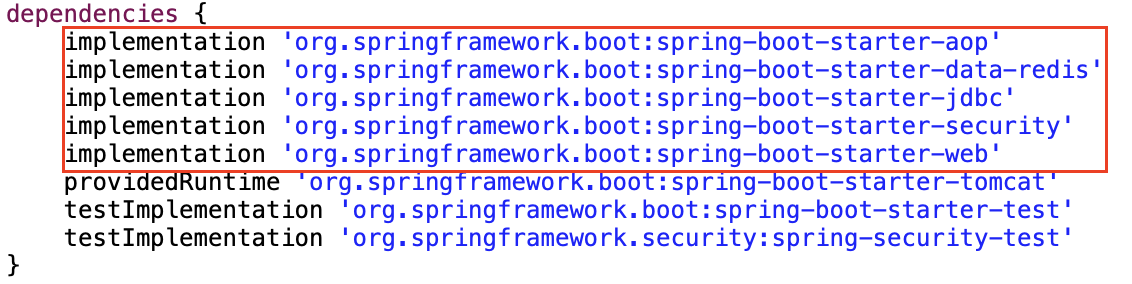 dependencies {
    implementation 'org.springframework.boot:spring-boot-starter-aop'
    implementation 'org.springframework.boot:spring-boot-starter-data-redis'
    implementation 'org.springframework.boot:spring-boot-starter-jdbc'
    implementation 'org.springframework.boot:spring-boot-starter-security'
    implementation 'org.springframework.boot:spring-boot-starter-web'
    providedRuntime 'org.springframework.boot:spring-boot-starter-tomcat'
    testImplementation 'org.springframework.boot:spring-boot-starter-test'
    testImplementation 'org.springframework.security:spring-security-test'
}